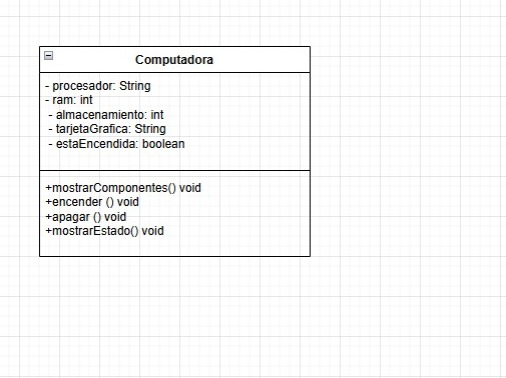 Computadora
- procesador: String
- ram: int
- almacenamiento: int
- tarjetaGrafica: String
- estaEncendida: boolean
+mostrarComponentes() void
+encender () void
+apagar () void
+mostrarEstado() void